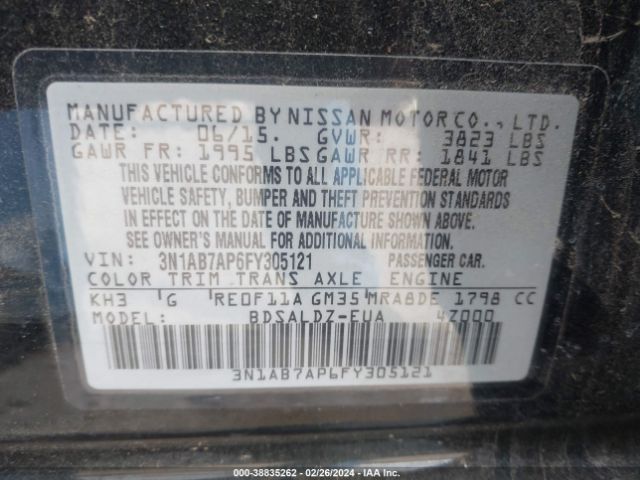 MANUFACTURED BY NISSAN MOTOR CO., LTD.
DATE: 06/15. GVWR: 3823 LBS
GAWR FR: 1995 LBS GAWR RR: 1841 LBS
THIS VEHICLE CONFORMS TO ALL APPLICABLE FEDERAL MOTOR
VEHICLE SAFETY, BUMPER AND THEFT PREVENTION STANDARDS
IN EFFECT ON THE DATE OF MANUFACTURE SHOWN ABOVE.
SEE OWNER'S MANUAL FOR ADDITIONAL INFORMATION.
VIN: 3N1AB7AP6FY305121 PASSENGER CAR.
COLOR TRIM TRANS AXLE ENGINE
KH3 G RE0F11A GM35 MRA8DE 1798 CC
MODEL: BDSALDZ-EUA 4Z000
3N1AB7AP6FY305121
000-38835262 - 02/26/2024 - IAA Inc.